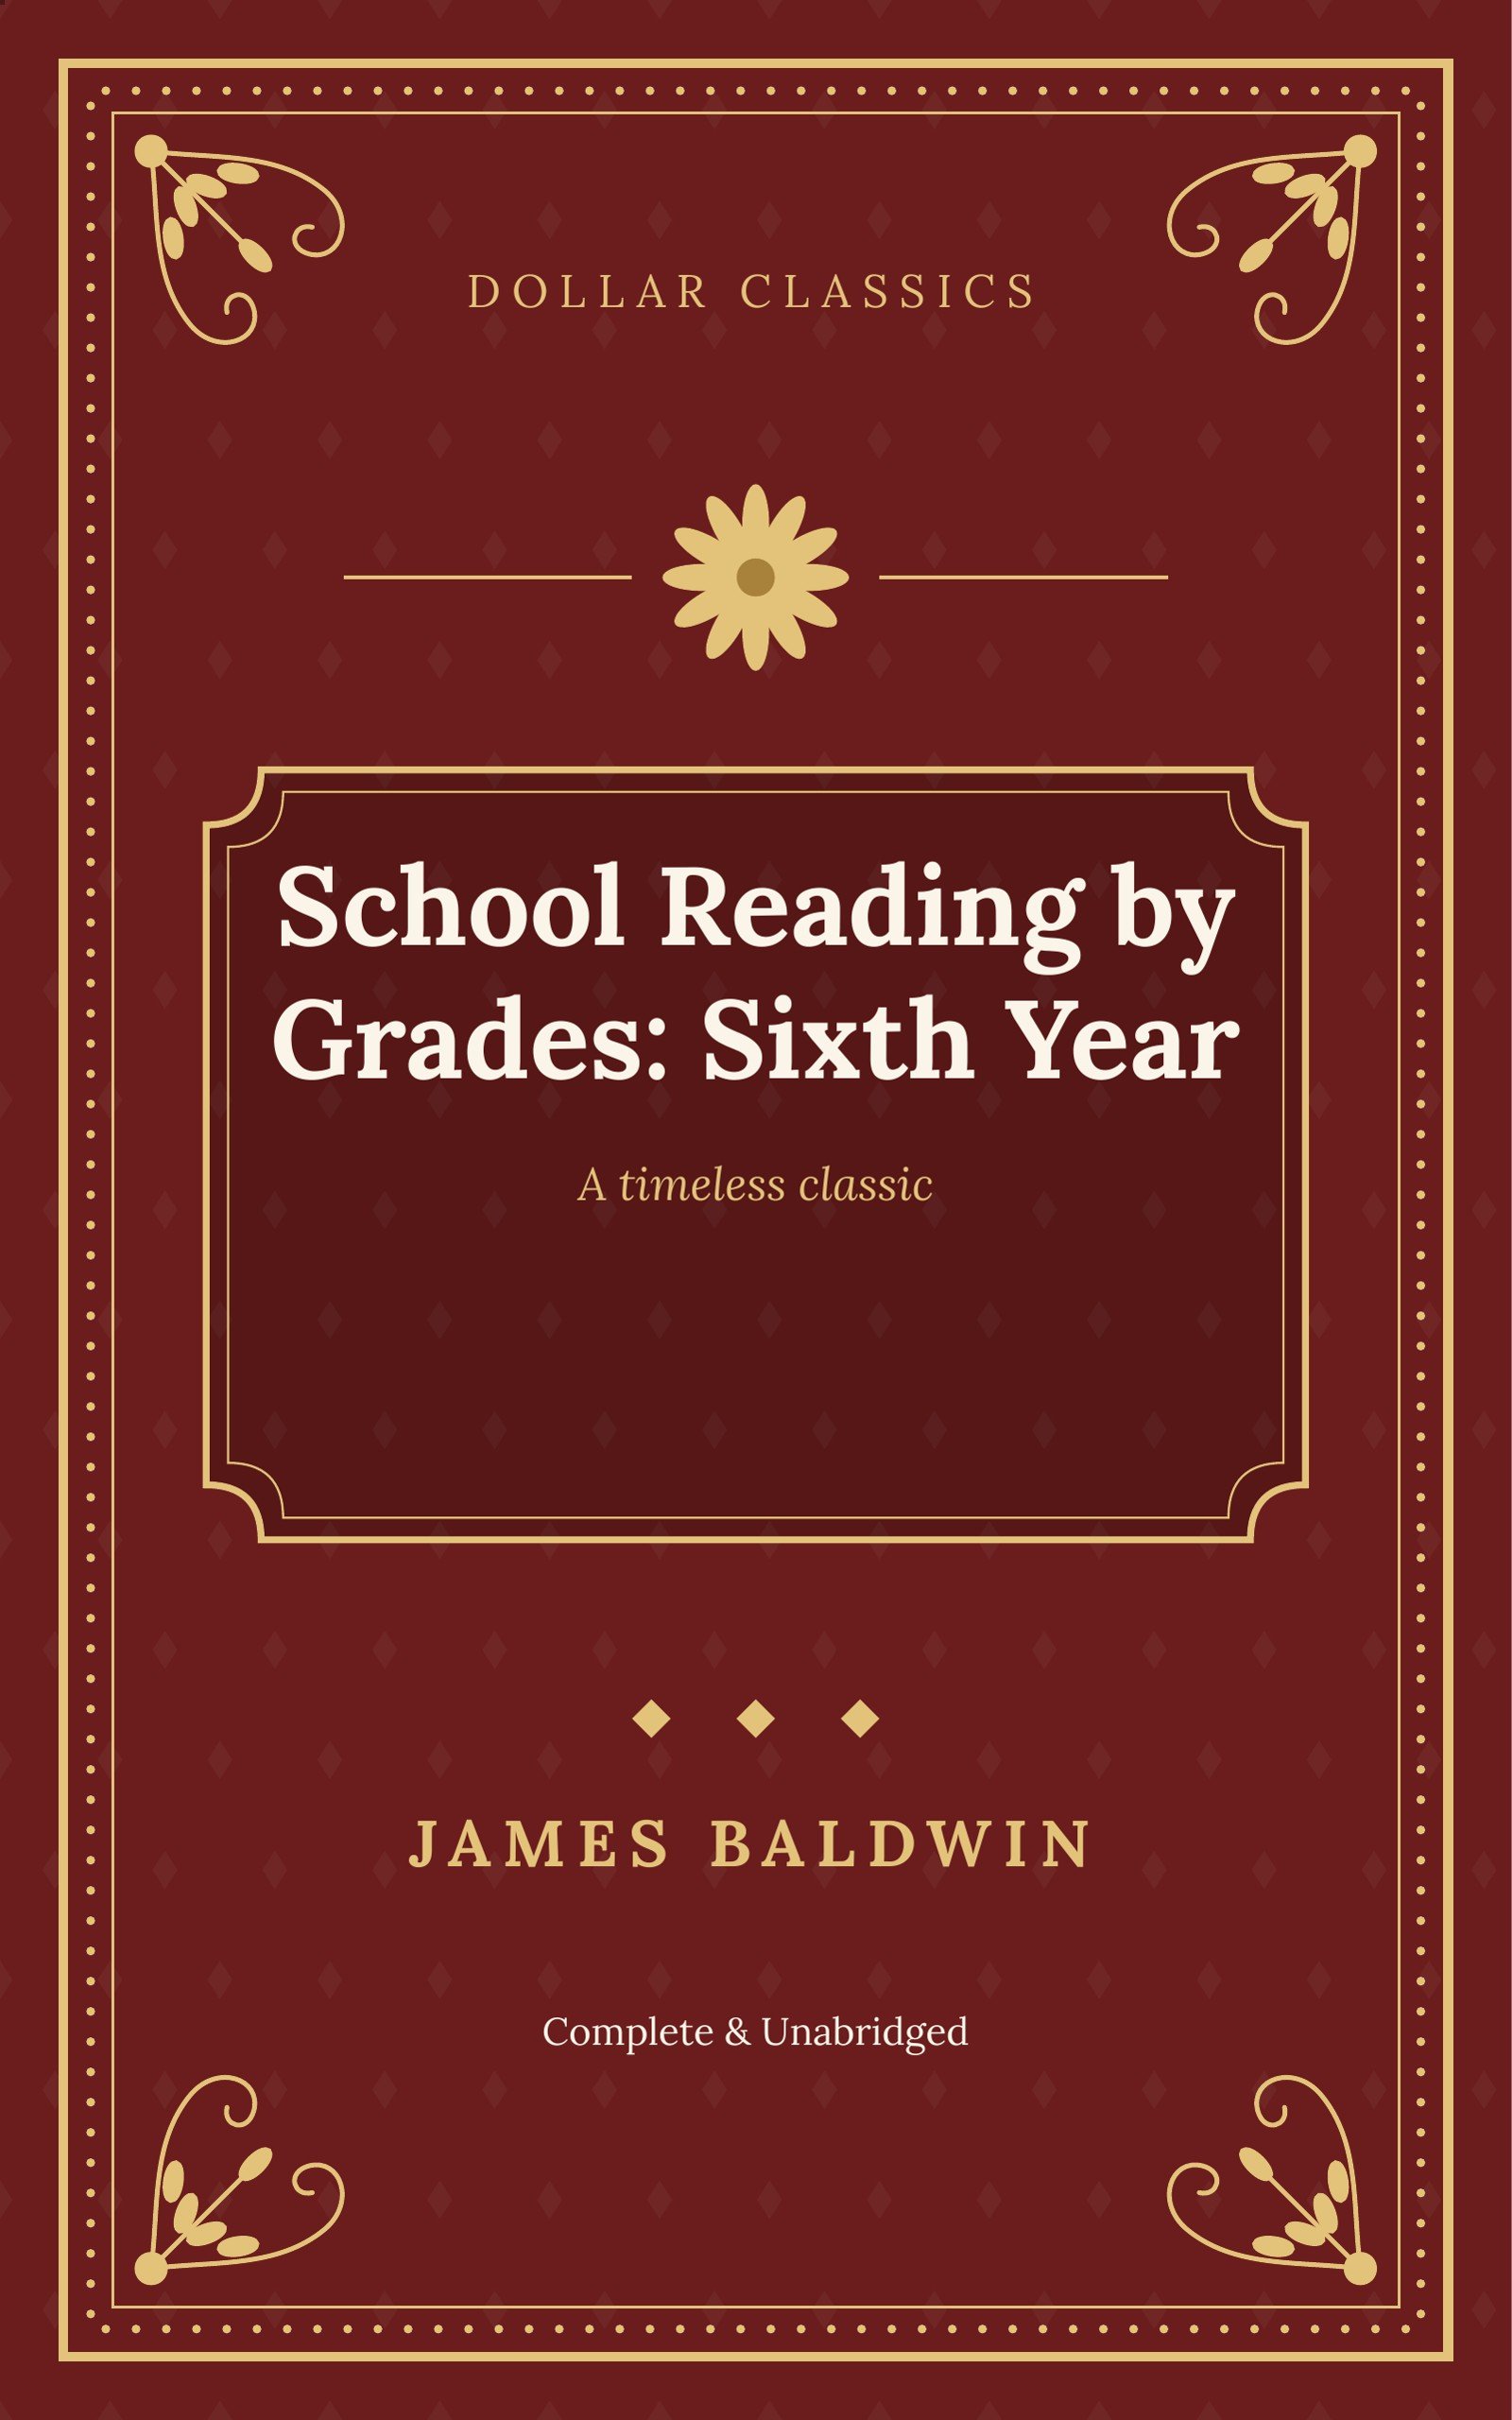 DOLLAR CLASSICS
School Reading by
Grades: Sixth Year
A timeless classic
JAMES BALDWIN
Complete & Unabridged